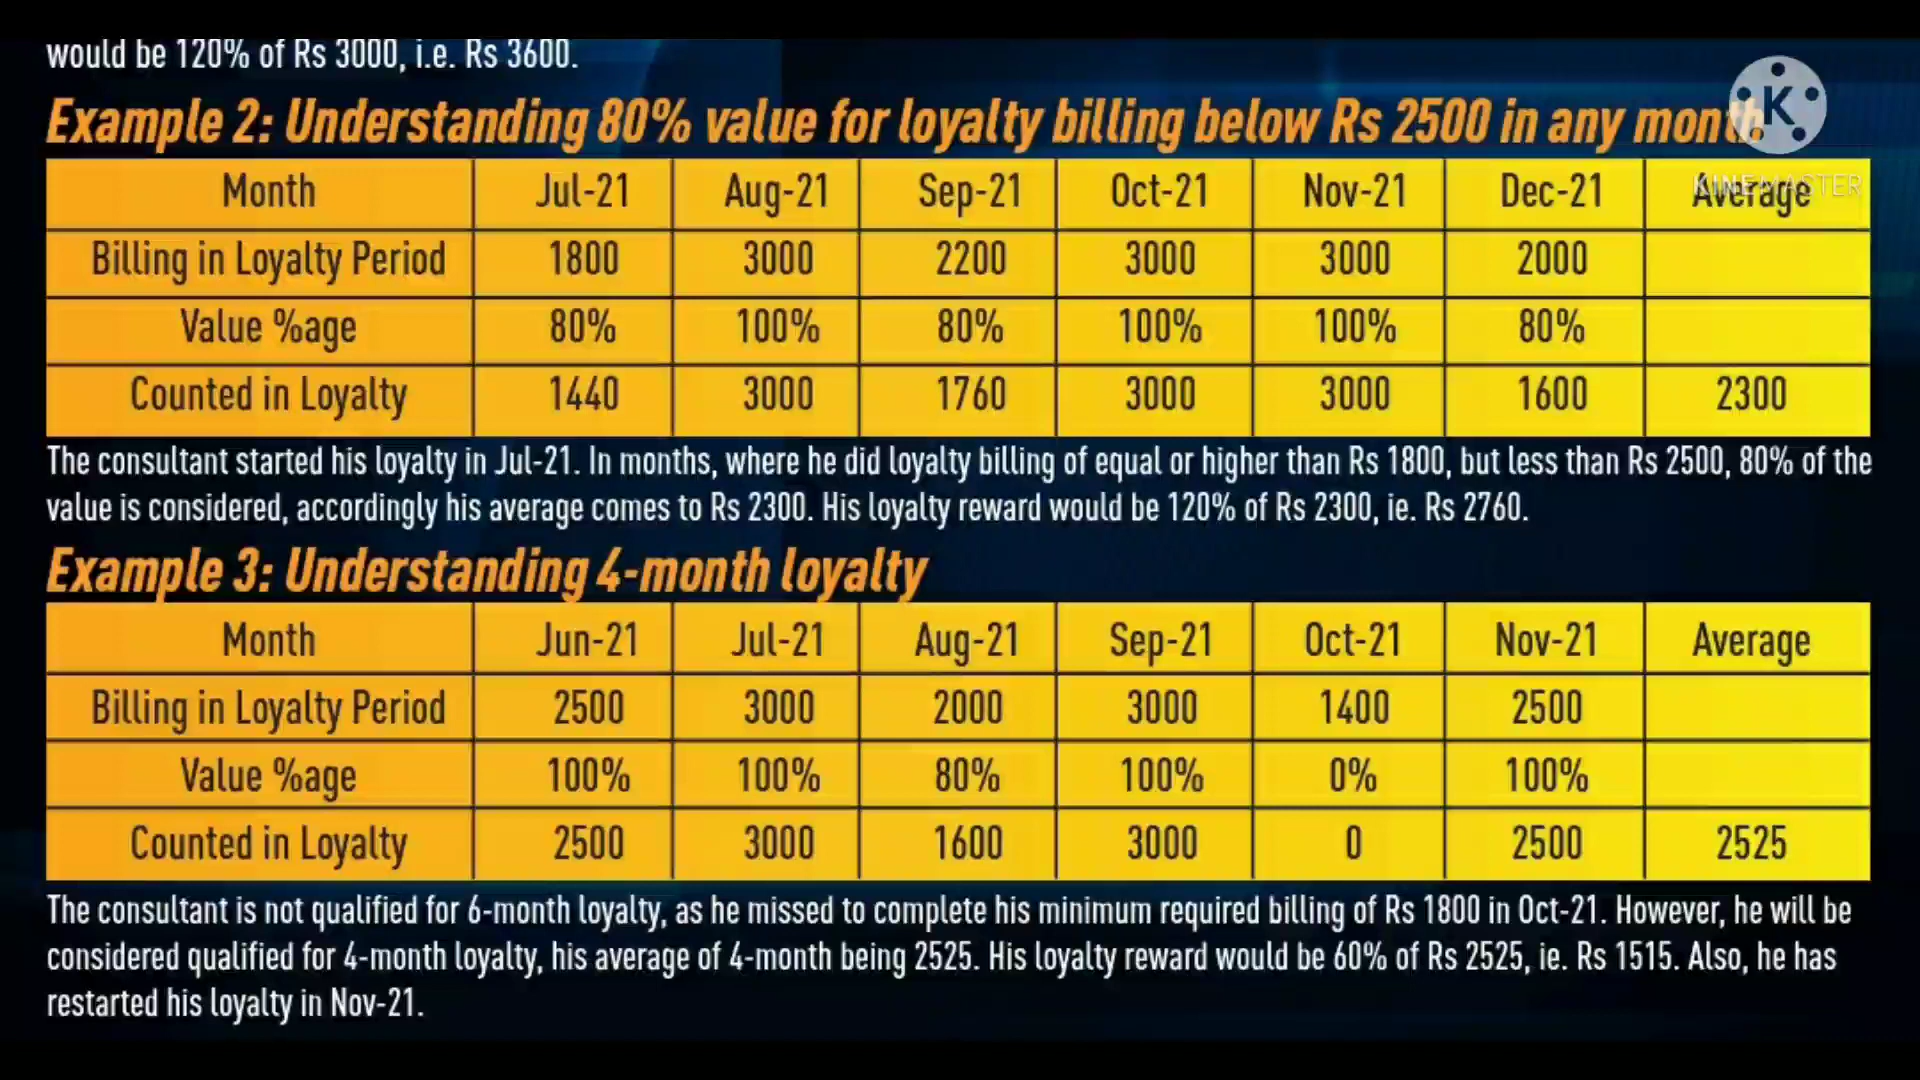 would be 120% of Rs 3000, i.e. Rs 3600.
Example 2: Understanding 80% value for loyalty billing below Rs 2500 in any month.
K
KINEMASTER
Month Jul-21 Aug-21 Sep-21 Oct-21 Nov-21 Dec-21 Average
Billing in Loyalty Period 1800 3000 2200 3000 3000 2000
Value %age 80% 100% 80% 100% 100% 80%
Counted in Loyalty 1440 3000 1760 3000 3000 1600 2300
The consultant started his loyalty in Jul-21. In months, where he did loyalty billing of equal or higher than Rs 1800, but less than Rs 2500, 80% of the
value is considered, accordingly his average comes to Rs 2300. His loyalty reward would be 120% of Rs 2300, ie. Rs 2760.
Example 3: Understanding 4-month loyalty
Month Jun-21 Jul-21 Aug-21 Sep-21 Oct-21 Nov-21 Average
Billing in Loyalty Period 2500 3000 2000 3000 1400 2500
Value %age 100% 100% 80% 100% 0% 100%
Counted in Loyalty 2500 3000 1600 3000 0 2500 2525
The consultant is not qualified for 6-month loyalty, as he missed to complete his minimum required billing of Rs 1800 in Oct-21. However, he will be
considered qualified for 4-month loyalty, his average of 4-month being 2525. His loyalty reward would be 60% of Rs 2525, ie. Rs 1515. Also, he has
restarted his loyalty in Nov-21.